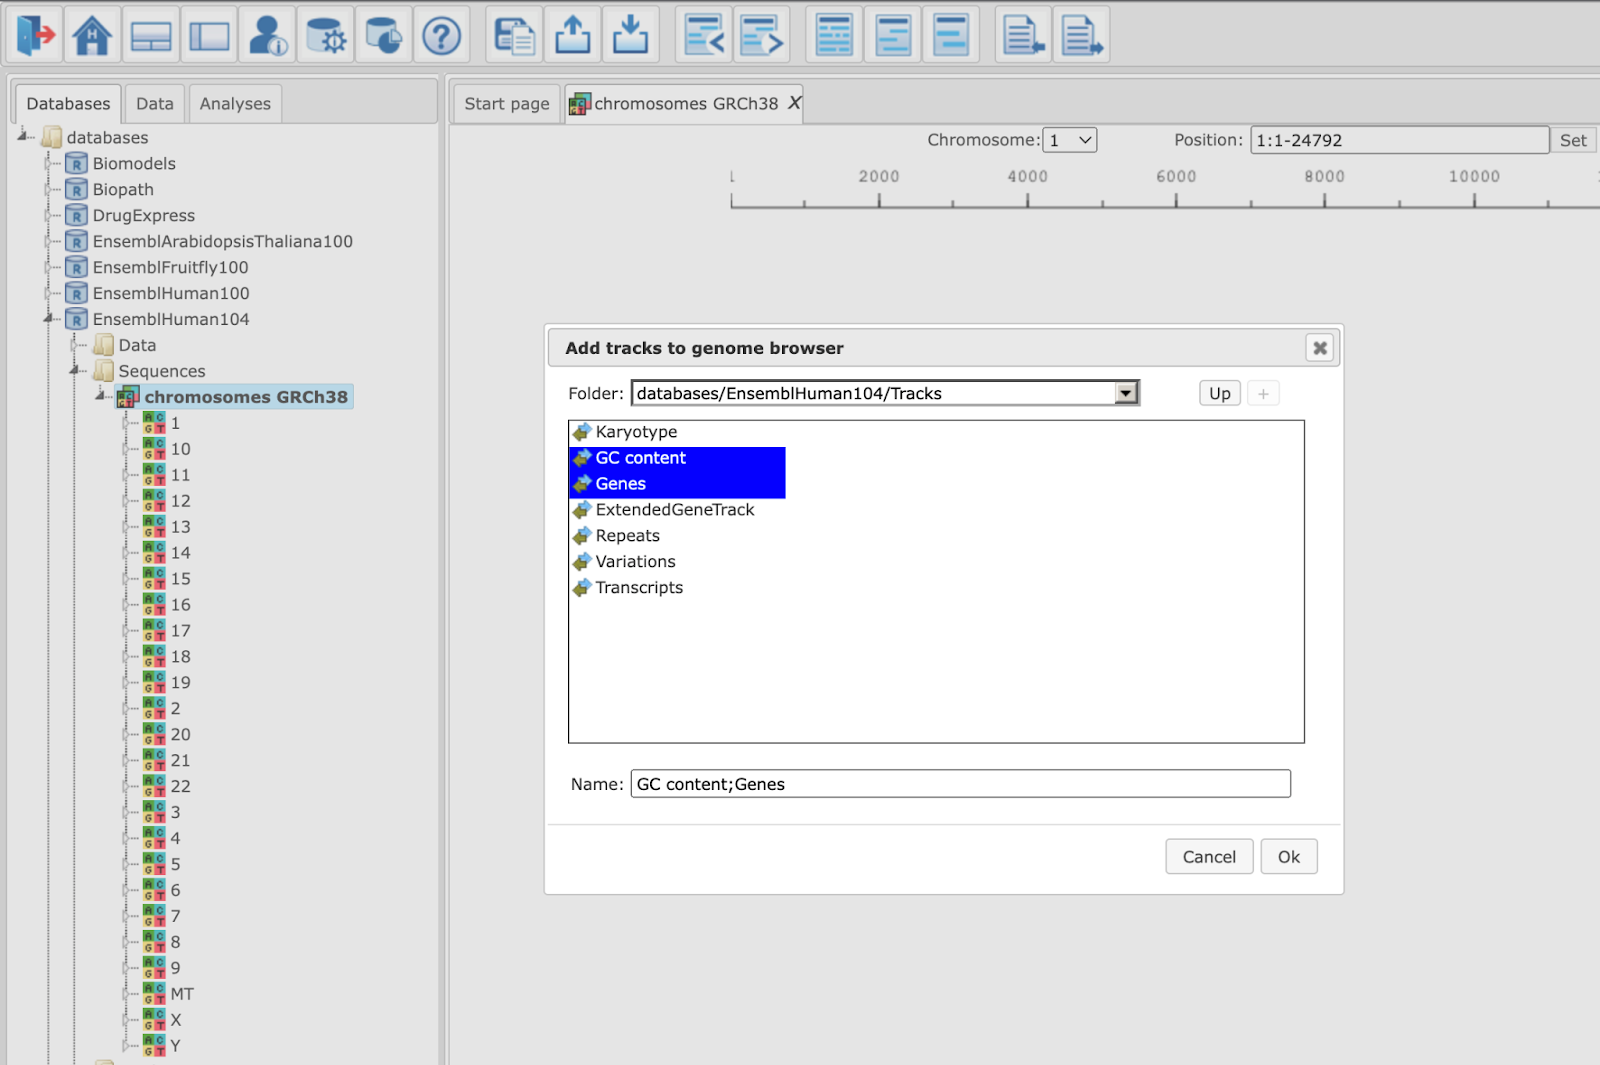 Databases
Data
Analyses
Start page
chromosomes GRCh38
X
databases
Biomodels
Biopath
DrugExpress
EnsemblArabidopsisThaliana100
EnsemblFruitfly100
EnsemblHuman100
EnsemblHuman104
Data
Sequences
chromosomes GRCh38
1
10
11
12
13
14
15
16
17
18
19
2
20
21
22
3
4
5
6
7
8
9
MT
X
Y
Chromosome: 1
Position: 1:1-24792
Set
2000 4000 6000 8000 10000
Add tracks to genome browser
Folder: databases/EnsemblHuman104/Tracks
Up +
Karyotype
GC content
Genes
ExtendedGeneTrack
Repeats
Variations
Transcripts
Name: GC content;Genes
Cancel
Ok